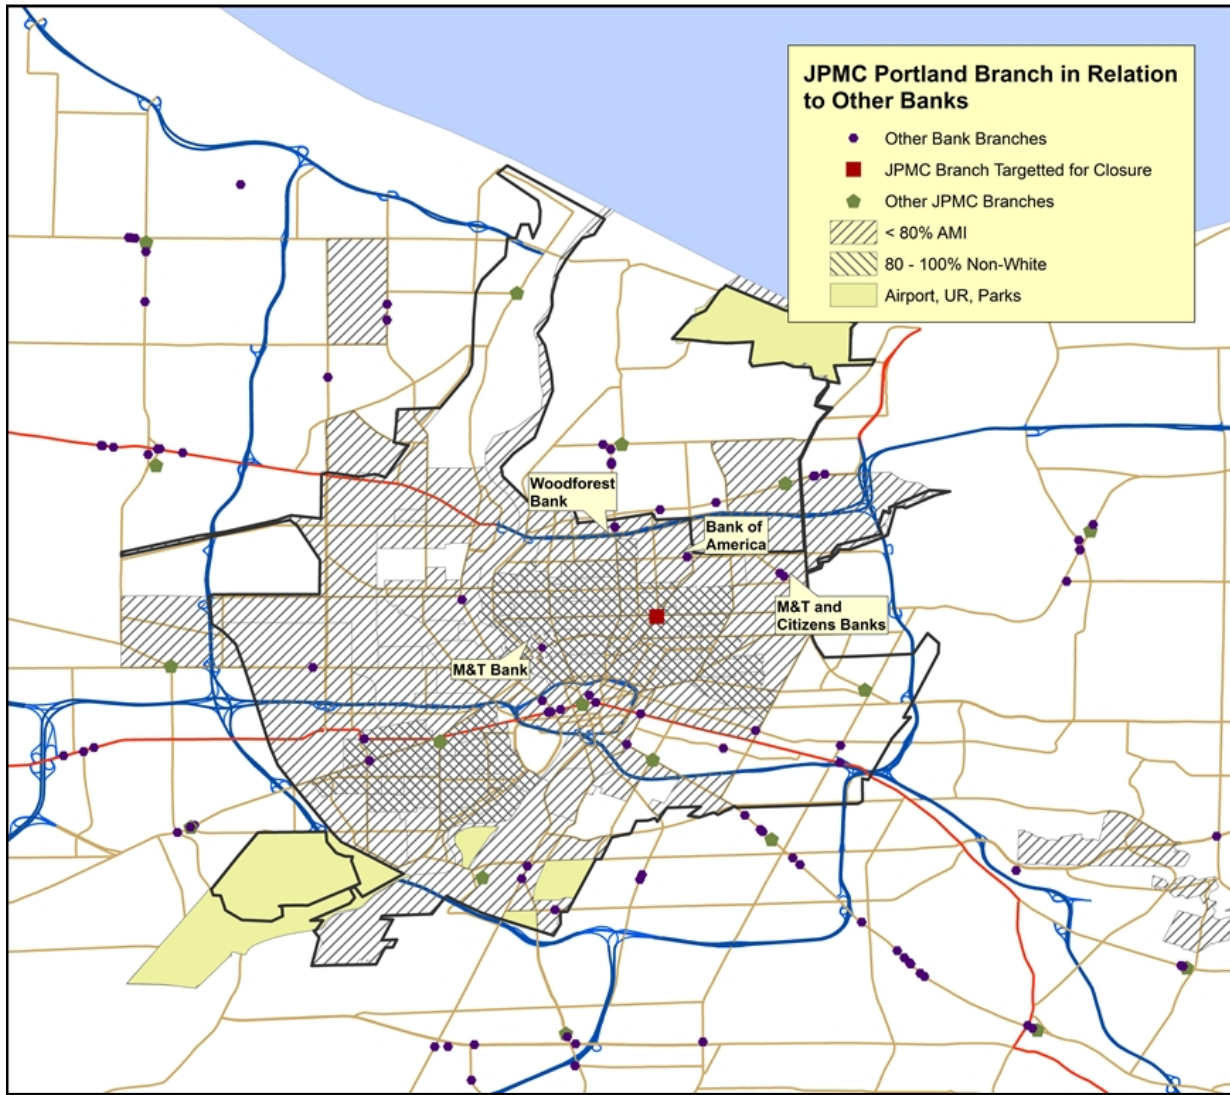 JPMC Portland Branch in Relation
to Other Banks
Other Bank Branches
JPMC Branch Targetted for Closure
Other JPMC Branches
< 80% AMI
80 - 100% Non-White
Airport, UR, Parks
Woodforest
Bank
Bank of
America
M&T and
Citizens Banks
M&T Bank